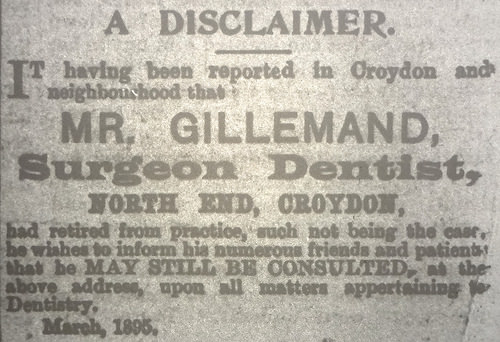 A DISCLAIMER.
IT having been reported in Croydon and
neighbourhood that
MR. GILLEMAND,
Surgeon Dentist,
NORTH END, CROYDON,
had retired from practice, such not being the case,
he wishes to inform his numerous friends and patients
that he MAY STILL BE CONSULTED, at the
above address, upon all matters appertaining to
Dentistry.
March, 1895.